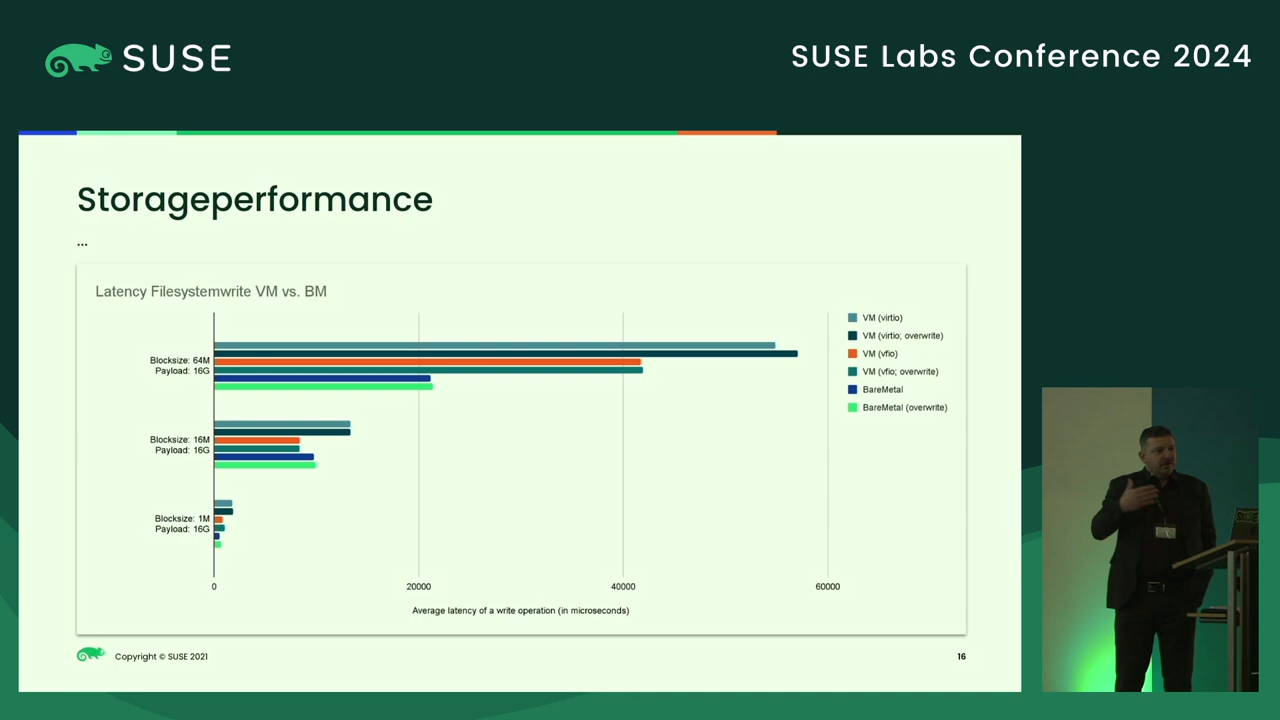 SUSE
SUSE Labs Conference 2024
Storageperformance
...
Latency Filesystemwrite VM vs. BM
VM (virtio)
VM (virtio; overwrite)
VM (vfio)
VM (vfio; overwrite)
BareMetal
BareMetal (overwrite)
Blocksize: 64M
Payload: 16G
Blocksize: 16M
Payload: 16G
Blocksize: 1M
Payload: 16G
0
20000
40000
60000
Average latency of a write operation (in microseconds)
Copyright © SUSE 2021
16